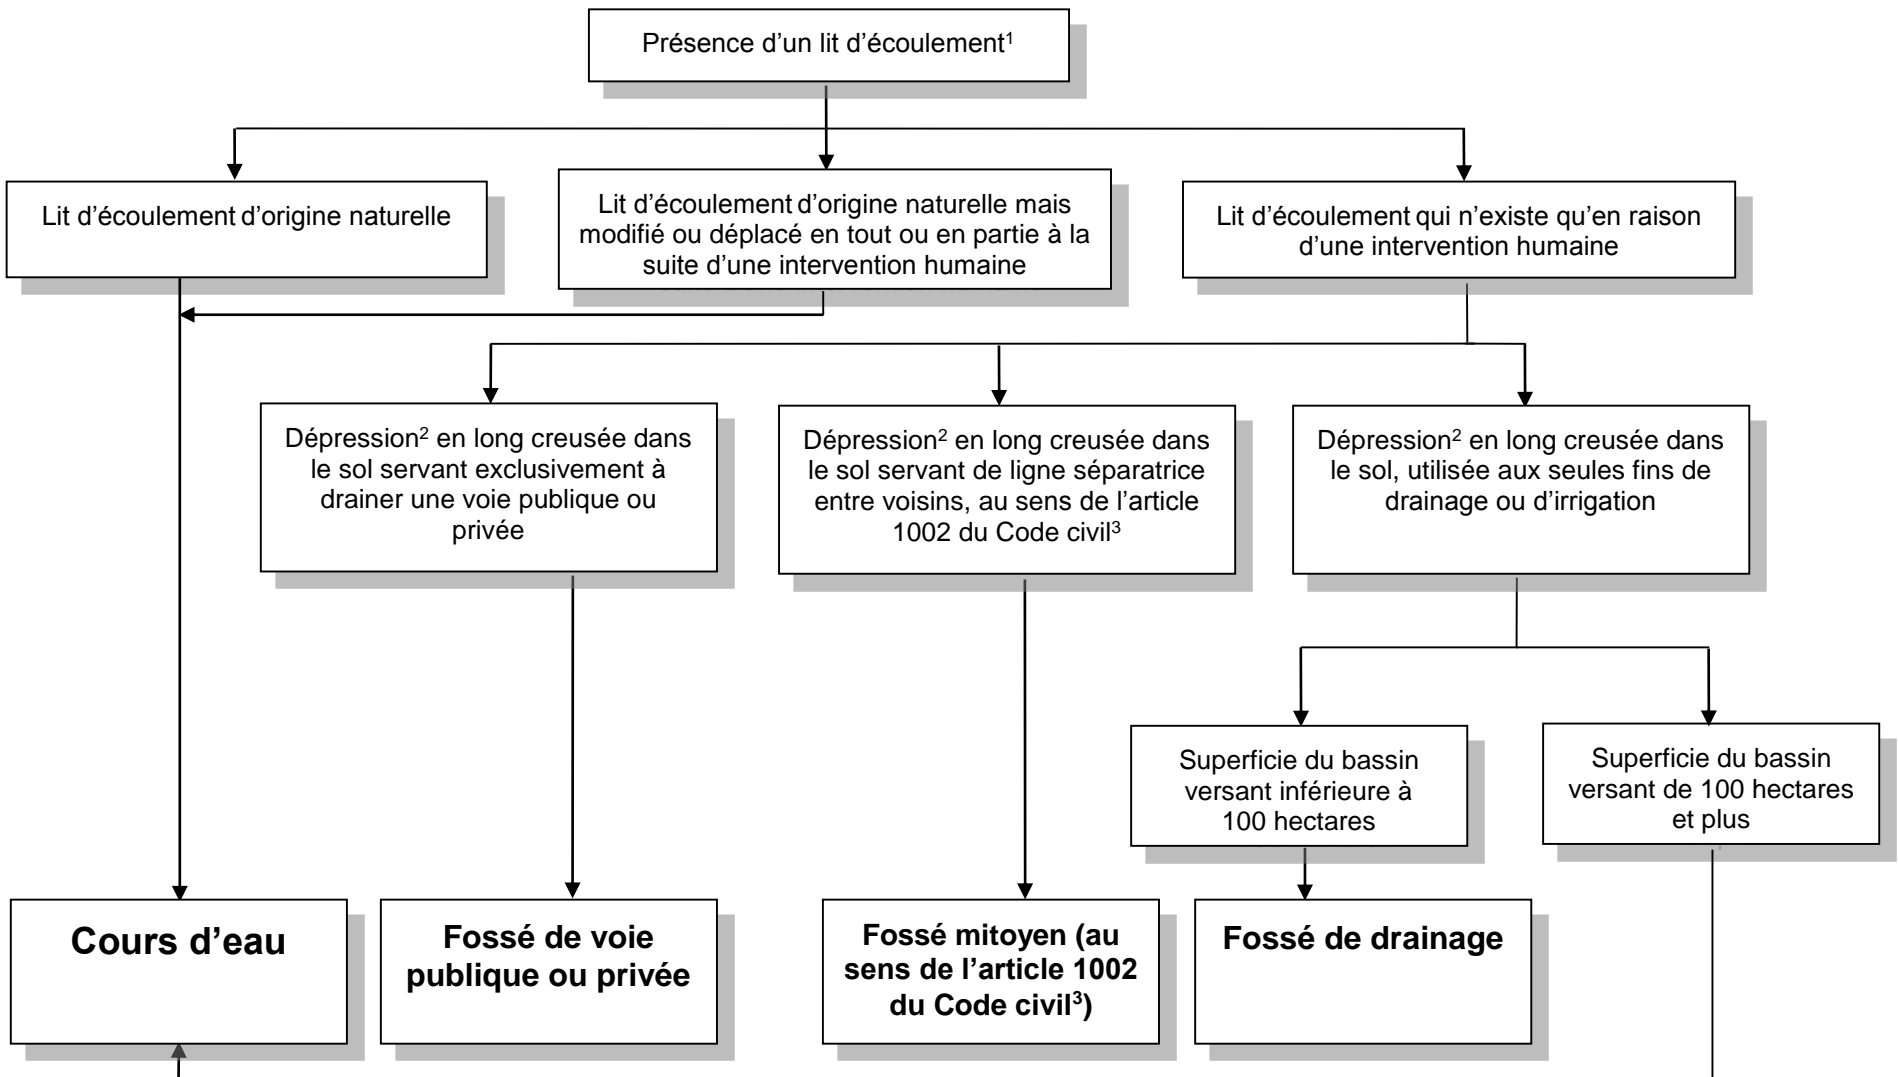 Présence d’un lit d’écoulement¹
Lit d’écoulement d’origine naturelle
Lit d’écoulement d’origine naturelle mais
modifié ou déplacé en tout ou en partie à la
suite d’une intervention humaine
Lit d’écoulement qui n’existe qu’en raison
d’une intervention humaine
Dépression² en long creusée dans
le sol servant exclusivement à
drainer une voie publique ou
privée
Dépression² en long creusée dans
le sol servant de ligne séparatrice
entre voisins, au sens de l’article
1002 du Code civil³
Dépression² en long creusée dans
le sol, utilisée aux seules fins de
drainage ou d’irrigation
Superficie du bassin
versant inférieure à
100 hectares
Superficie du bassin
versant de 100 hectares
et plus
Cours d’eau
Fossé de voie
publique ou privée
Fossé mitoyen (au
sens de l’article 1002
du Code civil³)
Fossé de drainage